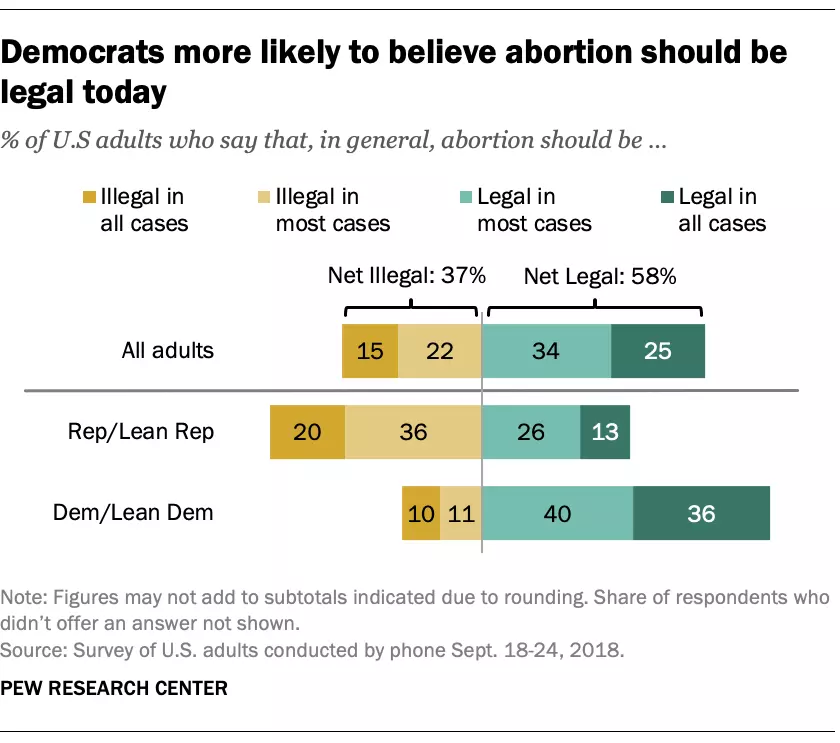 Democrats more likely to believe abortion should be
legal today
% of U.S adults who say that, in general, abortion should be ...
Illegal in
all cases
Illegal in
most cases
Legal in
most cases
Legal in
all cases
Net Illegal: 37%
Net Legal: 58%
All adults
15
22
34
25
Rep/Lean Rep
20
36
26
13
Dem/Lean Dem
10
11
40
36
Note: Figures may not add to subtotals indicated due to rounding. Share of respondents who
didn’t offer an answer not shown.
Source: Survey of U.S. adults conducted by phone Sept. 18-24, 2018.
PEW RESEARCH CENTER